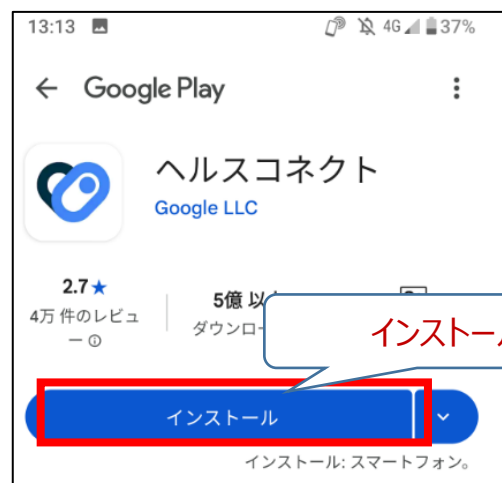 13:13 4G 37%
Google Play
ヘルスコネクト
Google LLC
2.7★
4万 件のレビュ
ー
5億 以
ダウンロー
インストール
インストール
インストール: スマートフォン。